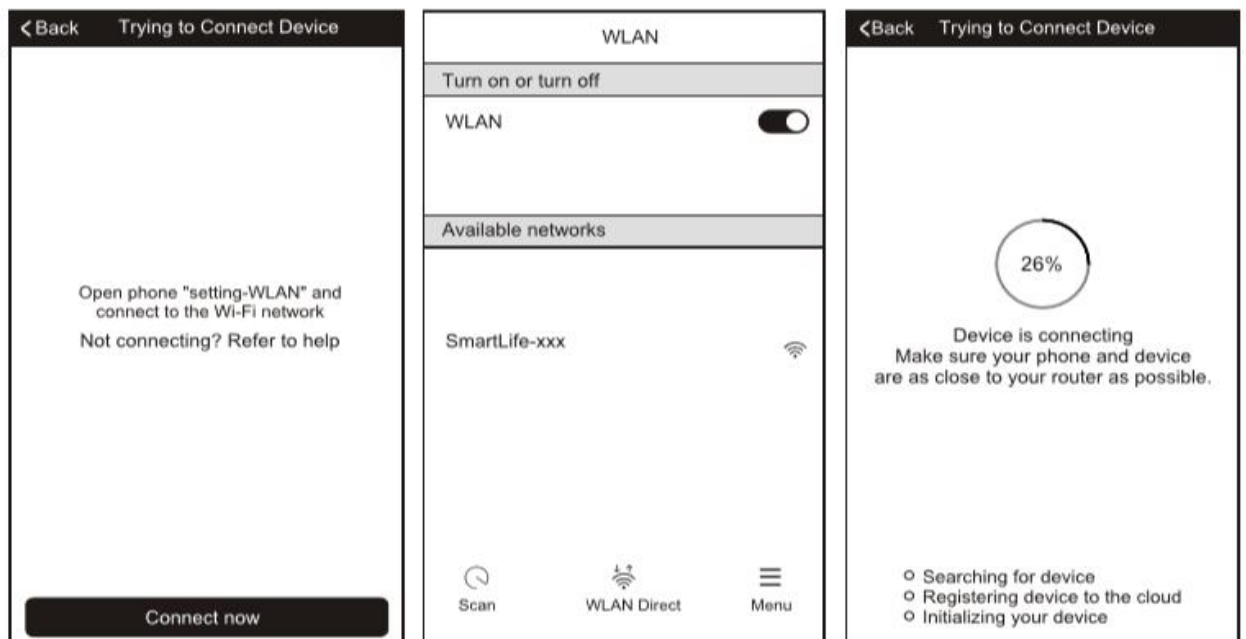 Back Trying to Connect Device
Open phone "setting-WLAN" and
connect to the Wi-Fi network
Not connecting? Refer to help
Connect now
WLAN
Turn on or turn off
WLAN
Available networks
SmartLife-xxx
Scan WLAN Direct Menu
Back Trying to Connect Device
26%
Device is connecting
Make sure your phone and device
are as close to your router as possible.
Searching for device
Registering device to the cloud
Initializing your device